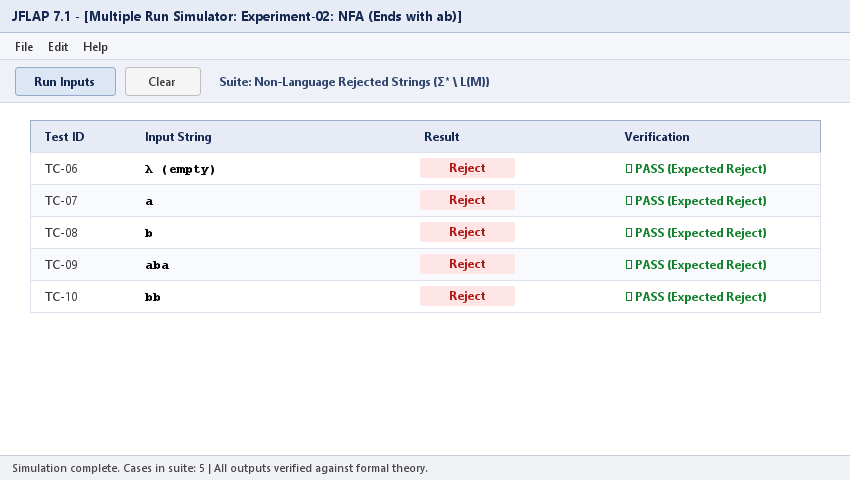 JFLAP 7.1 - [Multiple Run Simulator: Experiment-02: NFA (Ends with ab)]
File Edit Help
Run Inputs Clear Suite: Non-Language Rejected Strings (Σ* \ L(M))
Test ID Input String Result Verification
TC-06 λ (empty) Reject ▯ PASS (Expected Reject)
TC-07 a Reject ▯ PASS (Expected Reject)
TC-08 b Reject ▯ PASS (Expected Reject)
TC-09 aba Reject ▯ PASS (Expected Reject)
TC-10 bb Reject ▯ PASS (Expected Reject)
Simulation complete. Cases in suite: 5 | All outputs verified against formal theory.